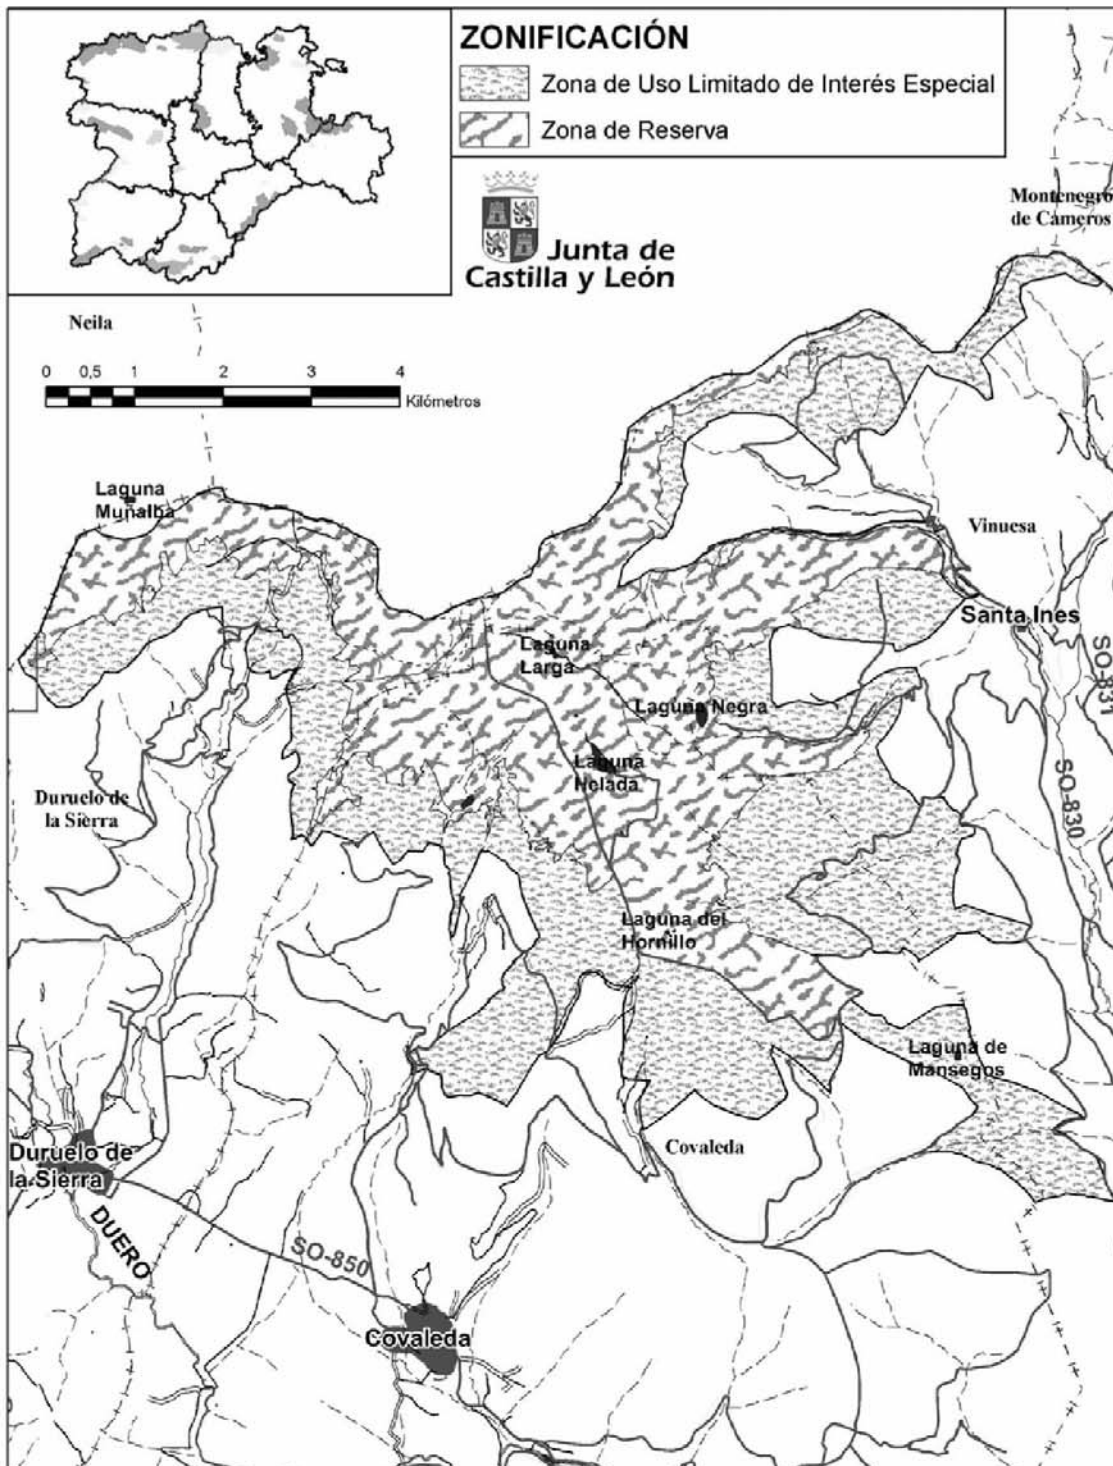 ZONIFICACIÓN
Zona de Uso Limitado de Interés Especial
Zona de Reserva
Junta de
Castilla y León
Montenegro
de Cameros
Neila
0 0,5 1 2 3 4
Kilómetros
Laguna
Muñalba
Vinuesa
Santa Ines
SO-831
Laguna
Larga
Laguna Negra
Laguna
Helada
SO-830
Duruelo de
la Sierra
Laguna del
Hornillo
Laguna de
Mansegos
Covaleda
Duruelo de
la Sierra
DUERO
SO-850
Covaleda